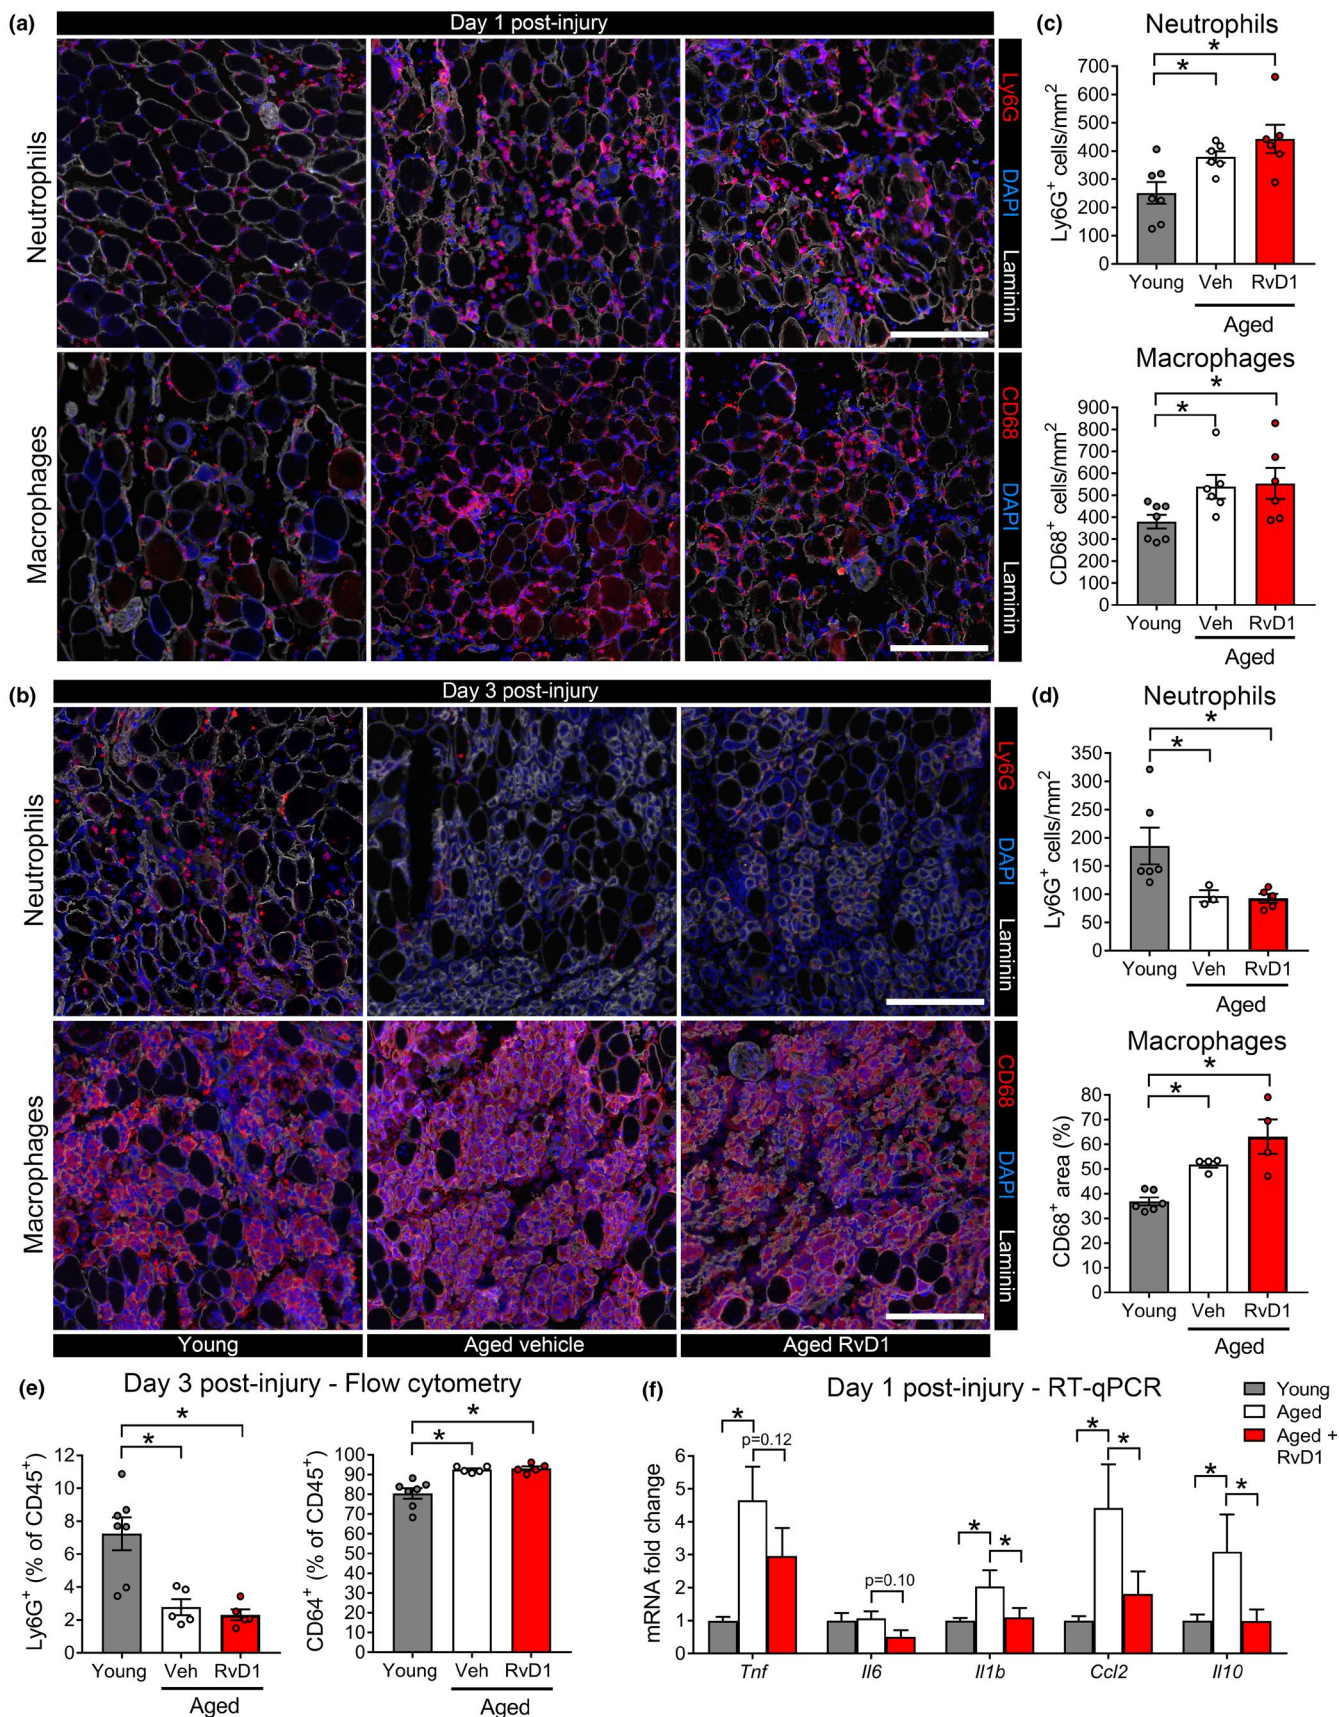 (a)
Day 1 post-injury
Neutrophils
Ly6G DAPI Laminin
Macrophages
CD68 DAPI Laminin
(c)
Neutrophils
* *
Ly6G⁺ cells/mm²
700
600
500
400
300
200
100
0
Young Veh RvD1
Aged
Macrophages
* *
CD68⁺ cells/mm²
900
800
700
600
500
400
300
200
100
0
Young Veh RvD1
Aged
(b)
Day 3 post-injury
Neutrophils
Ly6G DAPI Laminin
Macrophages
CD68 DAPI Laminin
Young Aged vehicle Aged RvD1
(d)
Neutrophils
* *
Ly6G⁺ cells/mm²
350
300
250
200
150
100
50
0
Young Veh RvD1
Aged
Macrophages
* *
CD68⁺ area (%)
80
70
60
50
40
30
20
10
0
Young Veh RvD1
Aged
(e)
Day 3 post-injury - Flow cytometry
* *
Ly6G⁺ (% of CD45⁺)
12
10
8
6
4
2
0
Young Veh RvD1
Aged
* *
CD64⁺ (% of CD45⁺)
100
90
80
70
60
50
40
30
20
10
0
Young Veh RvD1
Aged
(f)
Day 1 post-injury - RT-qPCR
Young
Aged
Aged +
RvD1
mRNA fold change
6
5
4
3
2
1
0
* p=0.12
p=0.10
* *
* *
* *
Tnf Il6 Il1b Ccl2 Il10